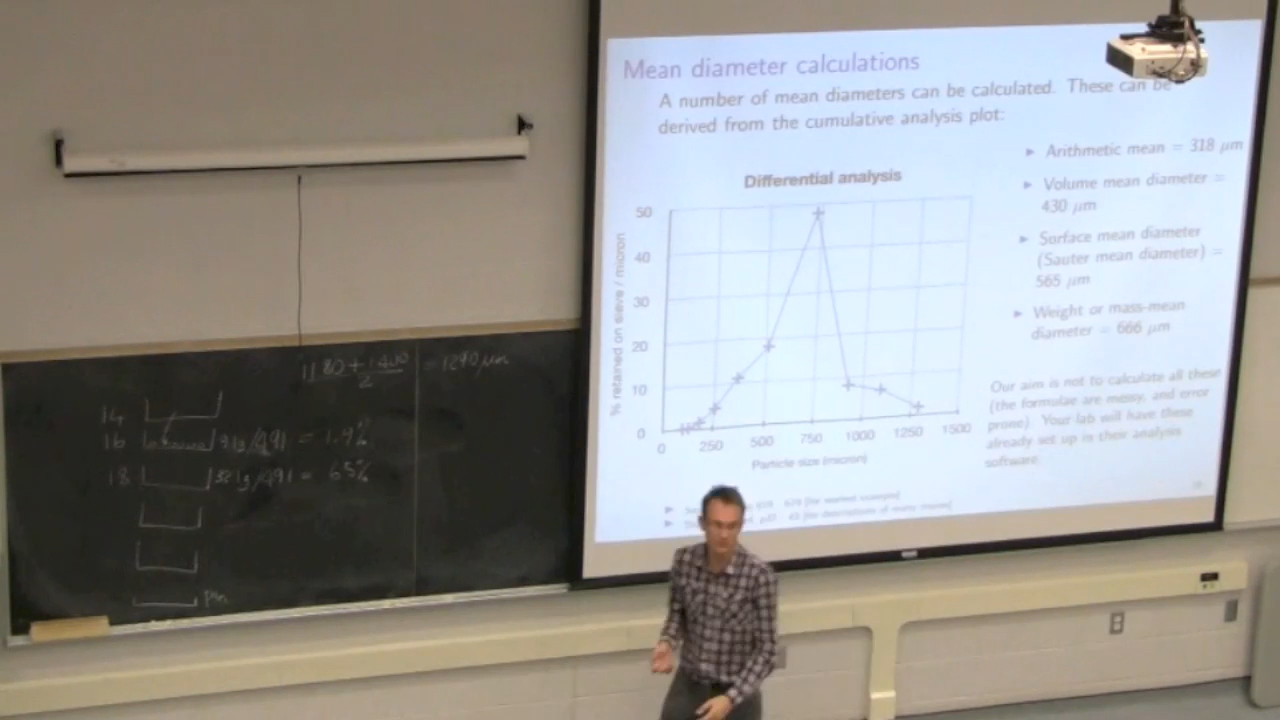 Mean diameter calculations
A number of mean diameters can be calculated. These can be
derived from the cumulative analysis plot:
Differential analysis
% retained on sieve / micron
50
40
30
20
10
0
0 250 500 750 1000 1250 1500
Particle size (micron)
► Arithmetic mean = 318 μm
► Volume mean diameter =
430 μm
► Surface mean diameter
(Sauter mean diameter) =
565 μm
► Weight or mass-mean
diameter = 666 μm
Our aim is not to calculate all these
(the formulae are messy, and error
prone). Your lab will have these
already set up in their analysis
software.
1180 + 1400
2
= 1290 μm
14
16 = 1.9%
18 = 65%
Pan